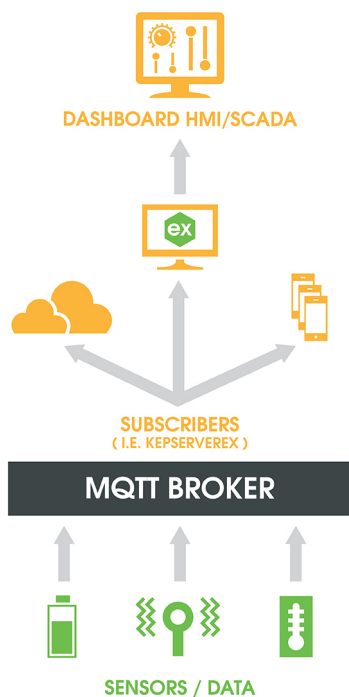 DASHBOARD HMI/SCADA
ex
SUBSCRIBERS
( I.E. KEPSERVEREX )
MQTT BROKER
SENSORS / DATA